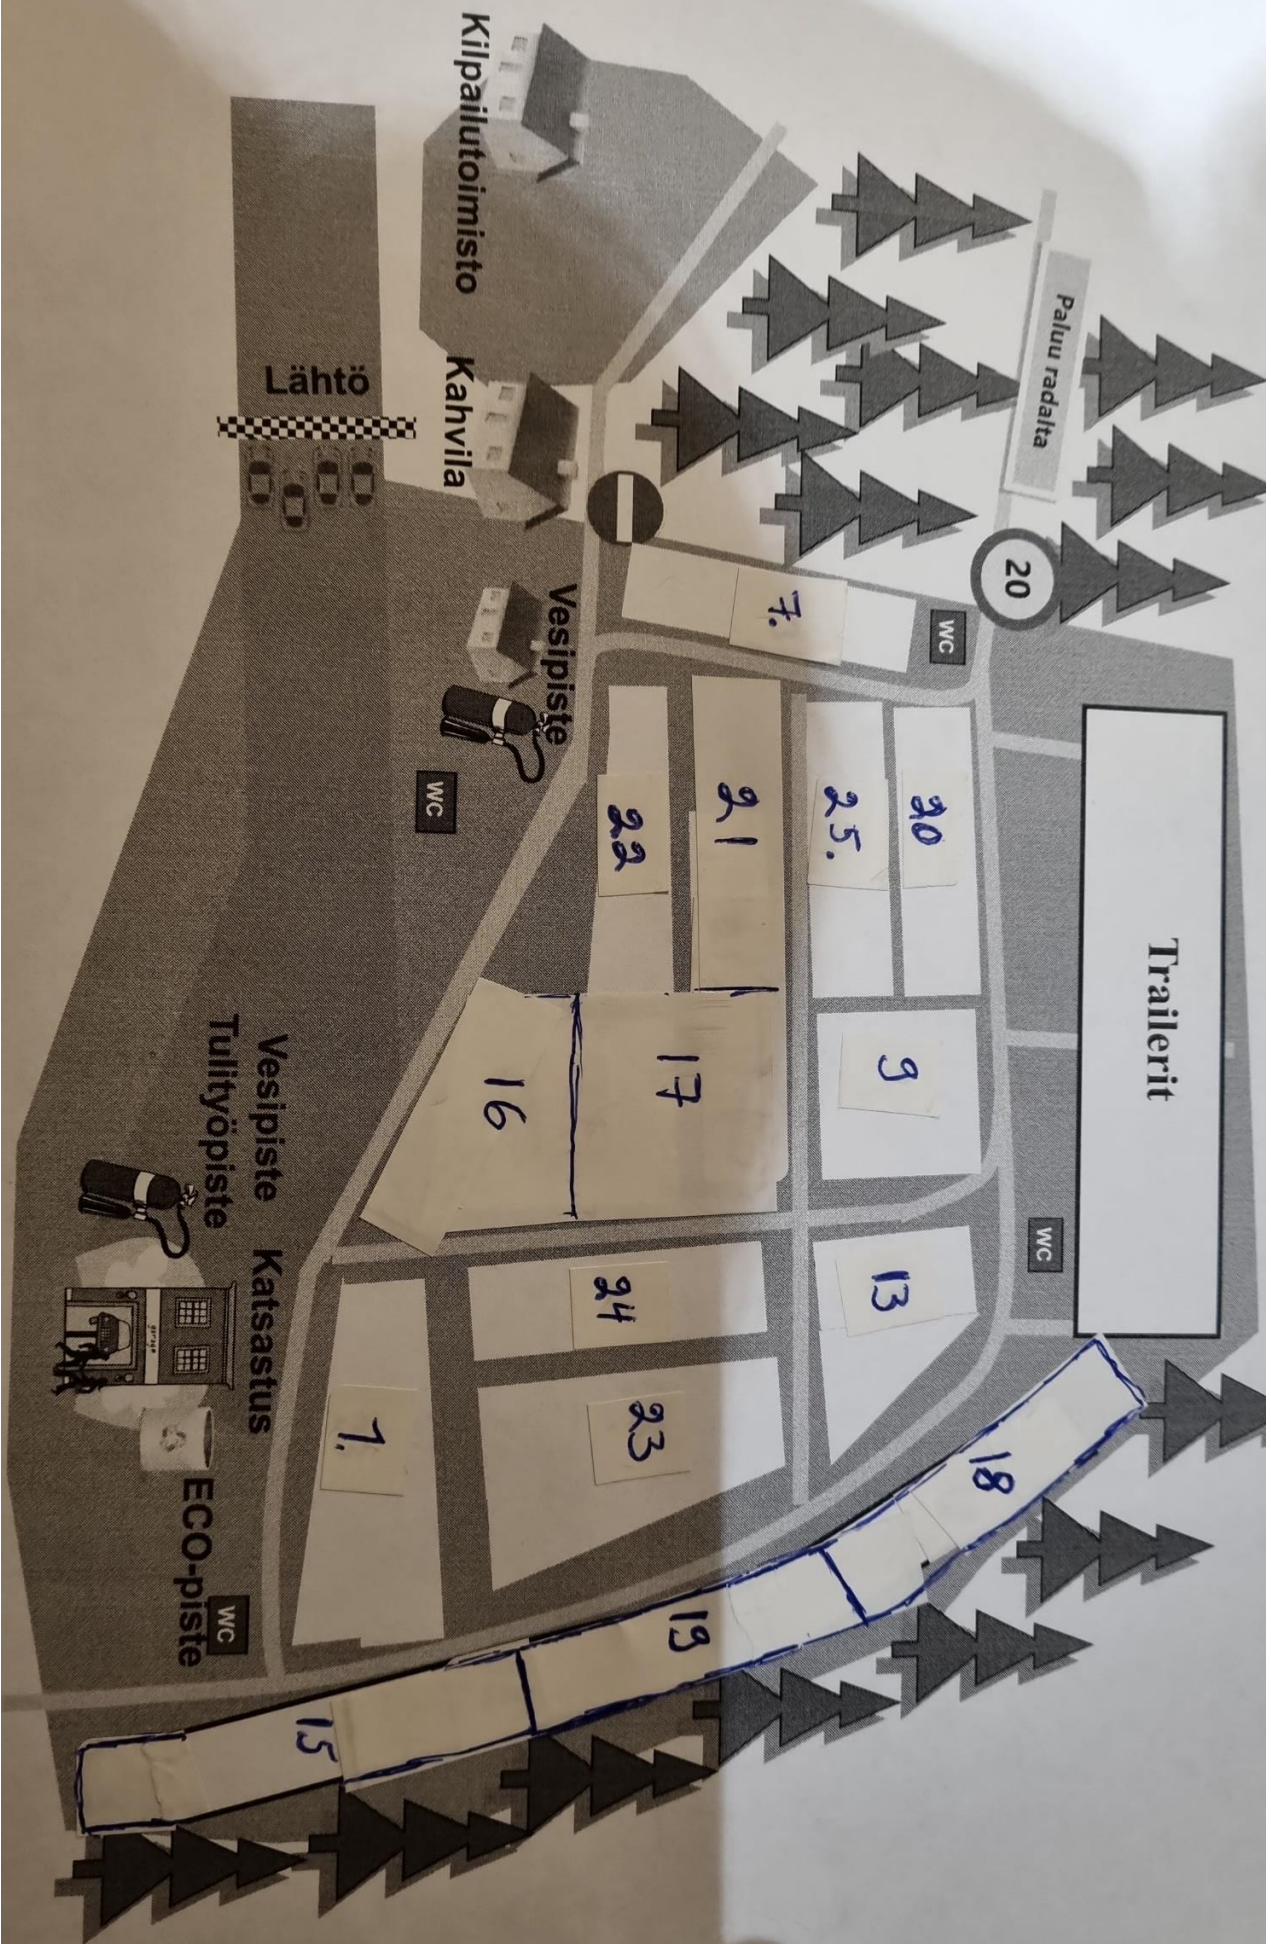 Kilpailutoimisto
Paluu radalta
Lähtö
Kahvila
20
Vesipiste
7.
WC
WC
22
21
25.
20
Trailerit
Vesipiste
Tulityöpiste
16
17
9
WC
Katsastus
24
13
1.
23
18
ECO-piste
WC
19
15